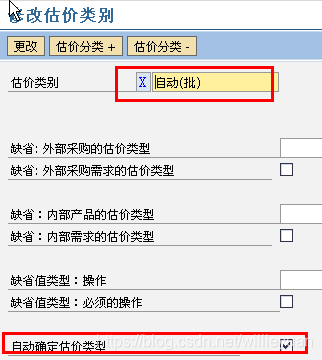 修改估价类别
更改 估价分类 + 估价分类 -
估价类别 X 自动(批)
缺省: 外部采购的估价类型
缺省: 外部采购需求的估价类型
缺省：内部产品的估价类型
缺省：内部需求的估价类型
缺省值类型：操作
缺省值类型：必须的操作
自动确定估价类型
https://blog.csdn.net/willierman